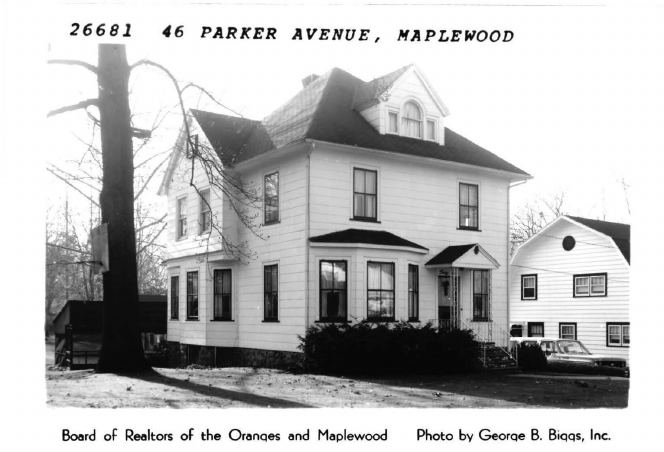 26681 46 PARKER AVENUE, MAPLEWOOD
Board of Realtors of the Oranges and Maplewood Photo by George B. Biggs, Inc.